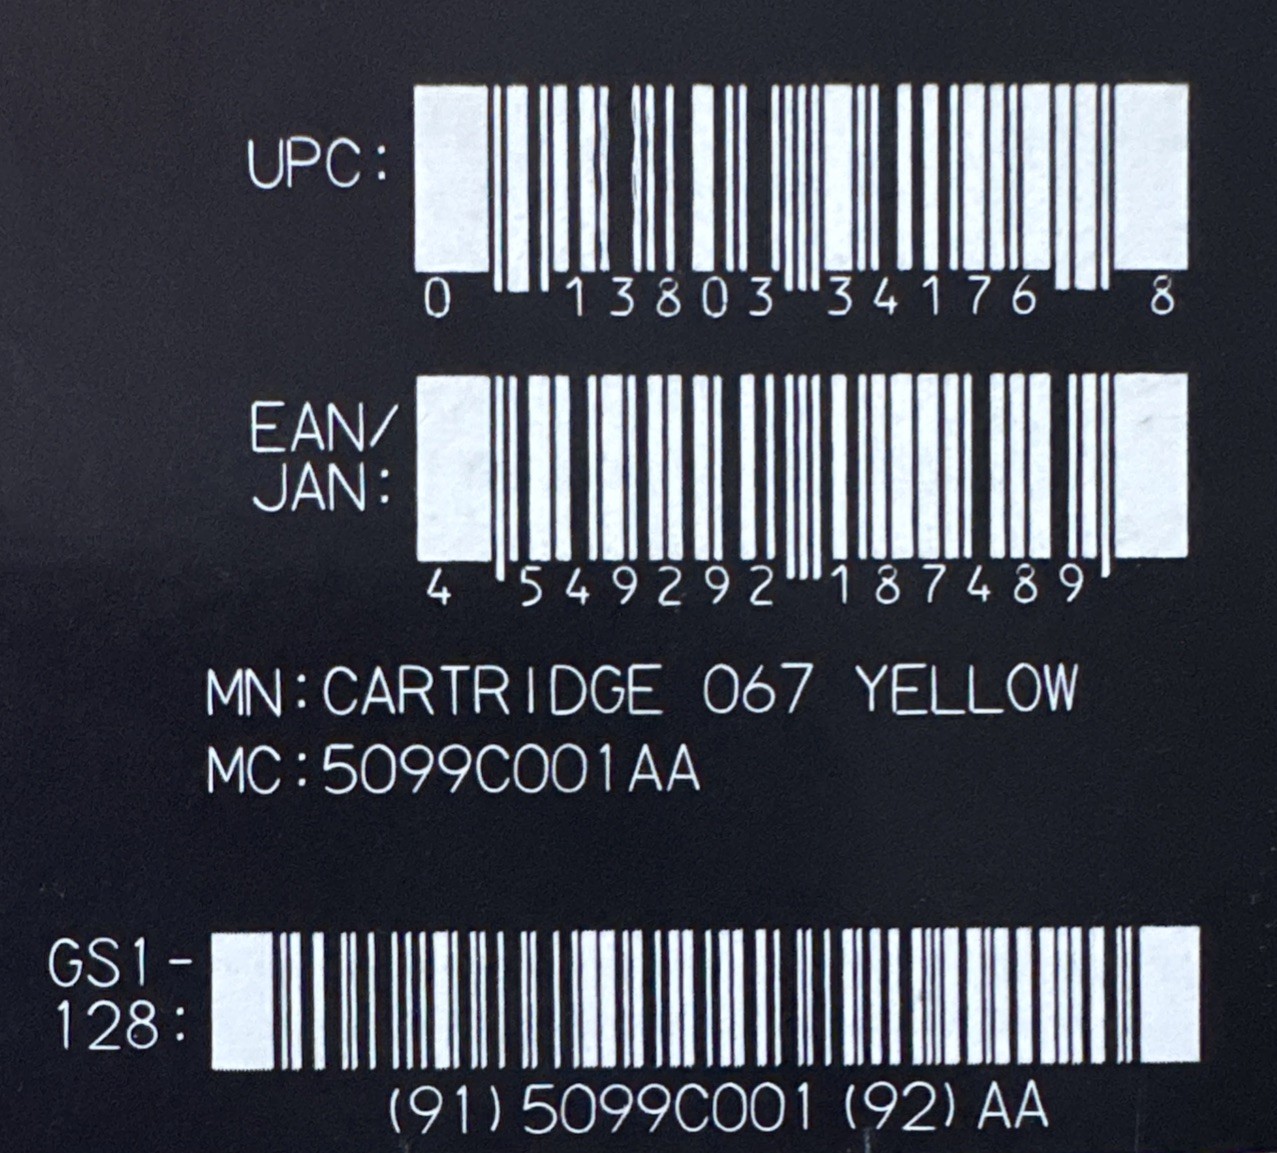 UPC:
0 13803 34176 8
EAN/
JAN:
4 549292 187489
MN:CARTRIDGE 067 YELLOW
MC:5099C001AA
GS1-
128:
(91)5099C001(92)AA